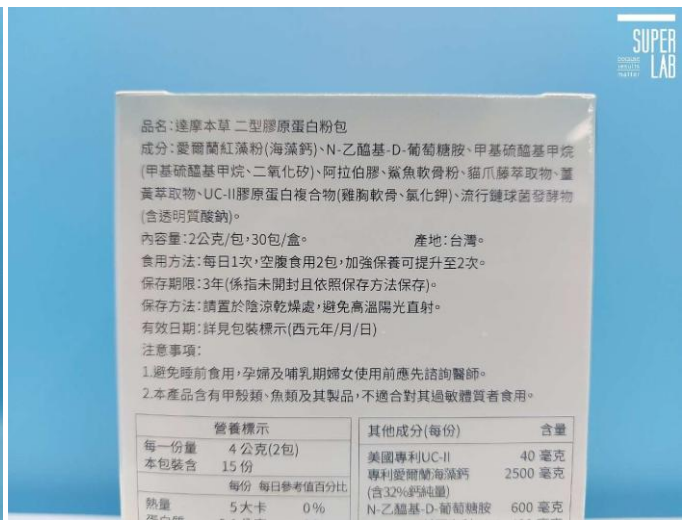 SUPER
LAB
because
results
matter
品名:達摩本草 二型膠原蛋白粉包
成分:愛爾蘭紅藻粉(海藻鈣)、N-乙醯基-D-葡萄糖胺、甲基硫醯基甲烷
(甲基硫醯基甲烷、二氧化矽)、阿拉伯膠、鯊魚軟骨粉、貓爪藤萃取物、薑
黃萃取物、UC-II膠原蛋白複合物(雞胸軟骨、氯化鉀)、流行鏈球菌發酵物
(含透明質酸鈉)。
內容量:2公克/包,30包/盒。 產地:台灣。
食用方法:每日1次,空腹食用2包,加強保養可提升至2次。
保存期限:3年(係指未開封且依照保存方法保存)。
保存方法:請置於陰涼乾燥處,避免高溫陽光直射。
有效日期:詳見包裝標示(西元年/月/日)
注意事項:
1.避免睡前食用,孕婦及哺乳期婦女使用前應先諮詢醫師。
2.本產品含有甲殼類、魚類及其製品,不適合對其過敏體質者食用。
營養標示
每一份量 4 公克(2包)
本包裝含 15 份
每份 每日參考值百分比
熱量 5 大卡 0 %
蛋白質
其他成分(每份) 含量
美國專利UC-II 40 毫克
專利愛爾蘭海藻鈣 2500 毫克
(含32%鈣純量)
N-乙醯基-D-葡萄糖胺 600 毫克